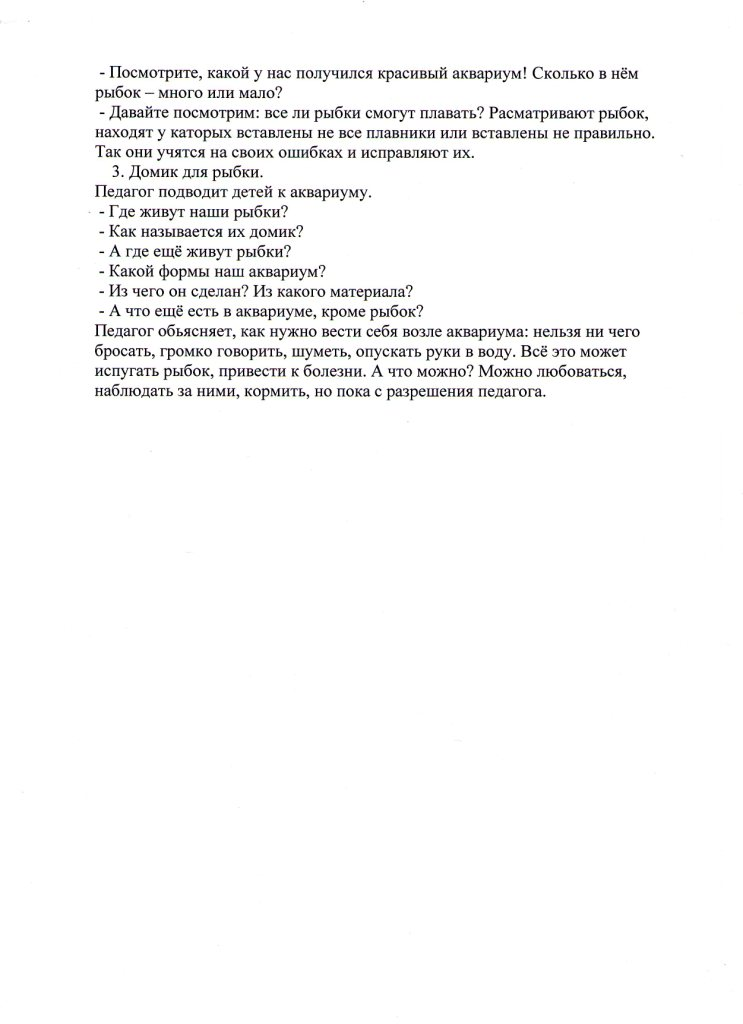 - Посмотрите, какой у нас получился красивый аквариум! Сколько в нём
рыбок – много или мало?
- Давайте посмотрим: все ли рыбки смогут плавать? Расматривают рыбок,
находят у каторых вставлены не все плавники или вставлены не правильно.
Так они учятся на своих ошибках и исправляют их.
3. Домик для рыбки.
Педагог подводит детей к аквариуму.
- Где живут наши рыбки?
- Как называется их домик?
- А где ещё живут рыбки?
- Какой формы наш аквариум?
- Из чего он сделан? Из какого материала?
- А что ещё есть в аквариуме, кроме рыбок?
Педагог обьясняет, как нужно вести себя возле аквариума: нельзя ни чего
бросать, громко говорить, шуметь, опускать руки в воду. Всё это может
испугать рыбок, привести к болезни. А что можно? Можно любоваться,
наблюдать за ними, кормить, но пока с разрешения педагога.